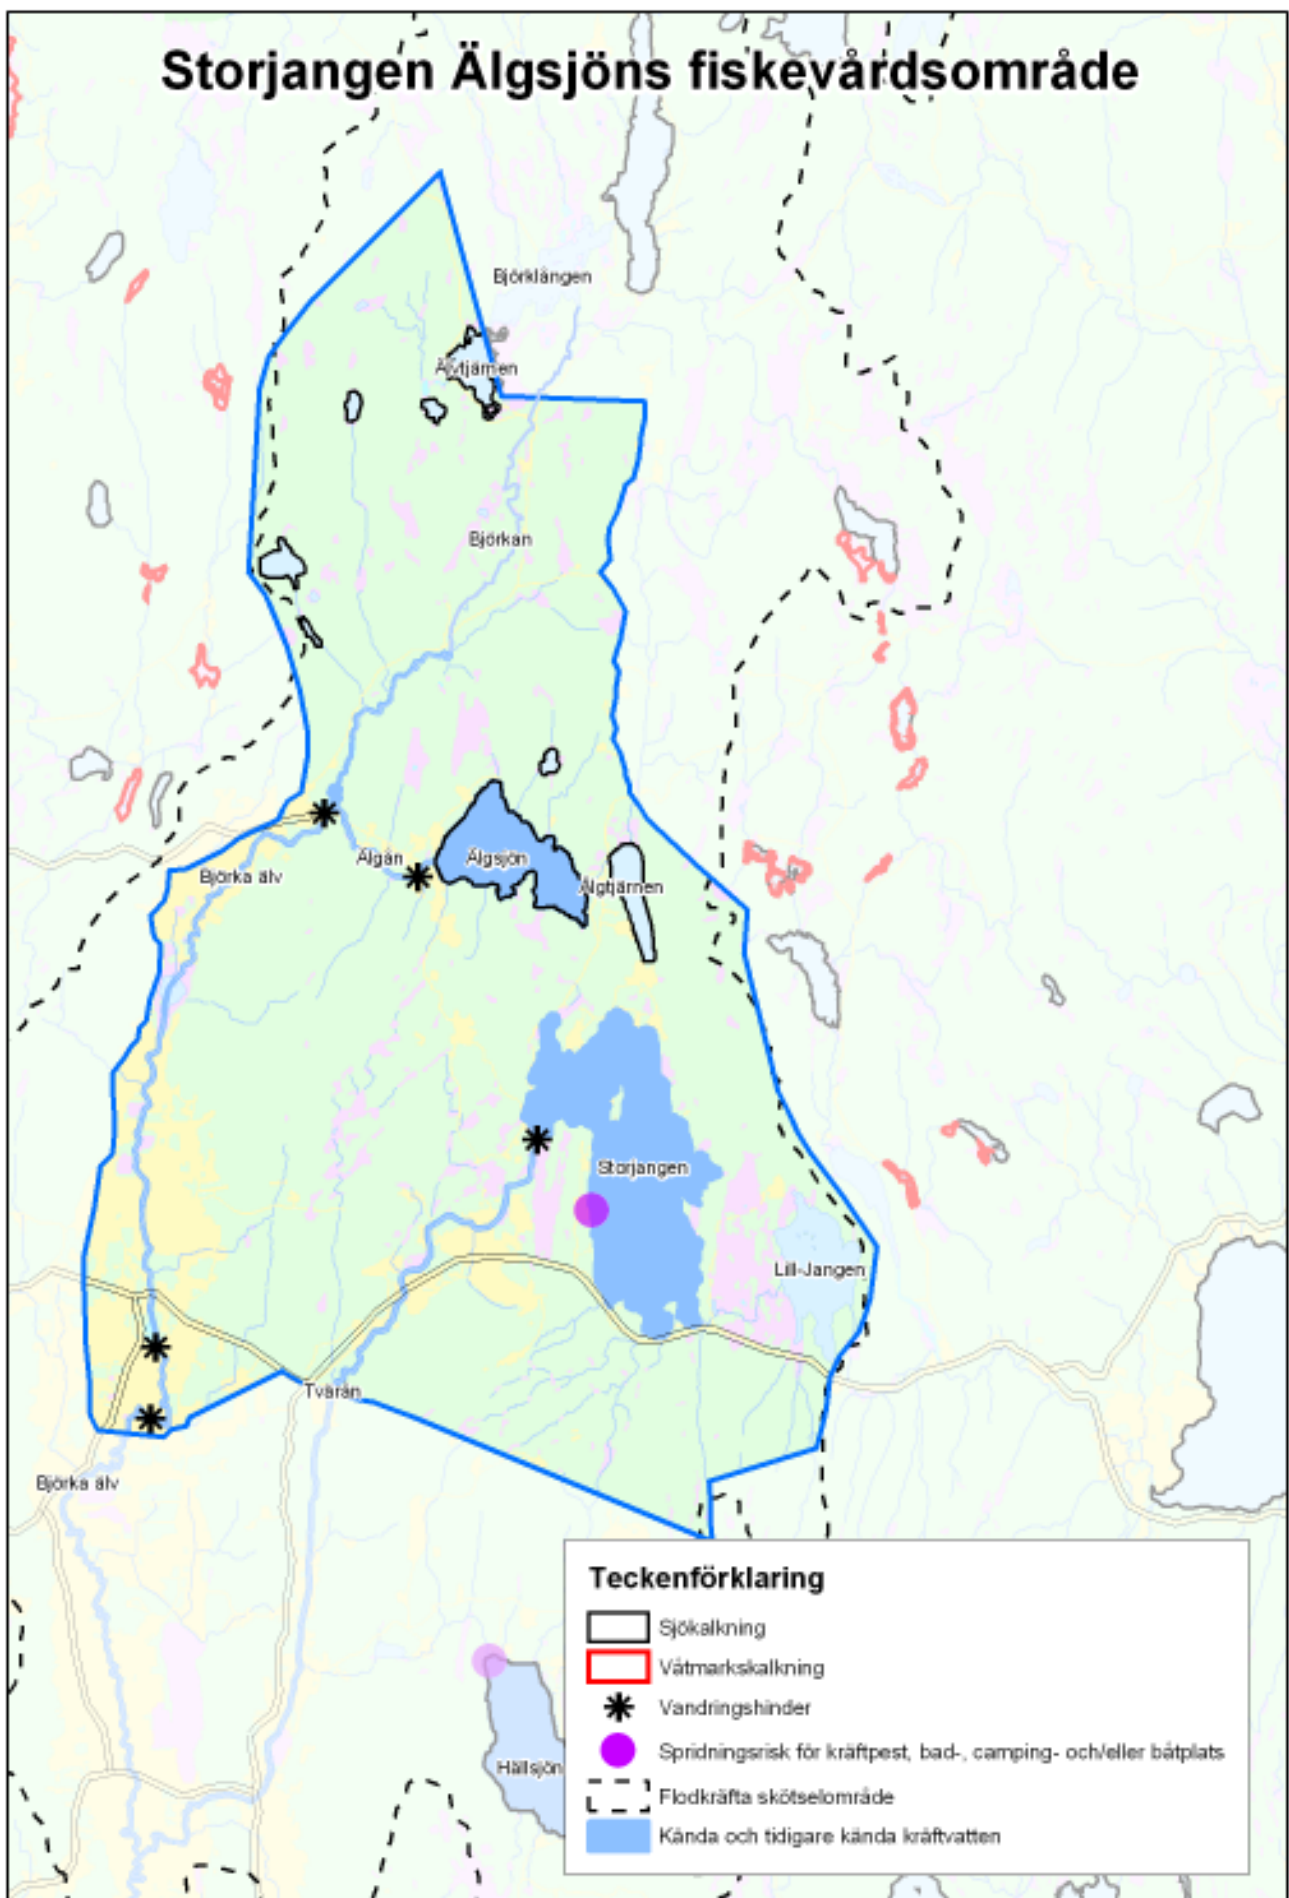 Storjangen Älgsjöns fiskevårdsområde
Björklången
Älvtjärnen
Björkan
Älgån
Älgsjön
Björka älv
Älgtjärnen
Storjangen
Lill-Jangen
Tvärån
Björka älv
Hällsjön
Teckenförklaring
Sjökalkning
Våtmarkskalkning
Vandringshinder
Spridningsrisk för kräftpest, bad-, camping- och/eller båtplats
Flodkräfta skötselområde
Kända och tidigare kända kräftvatten